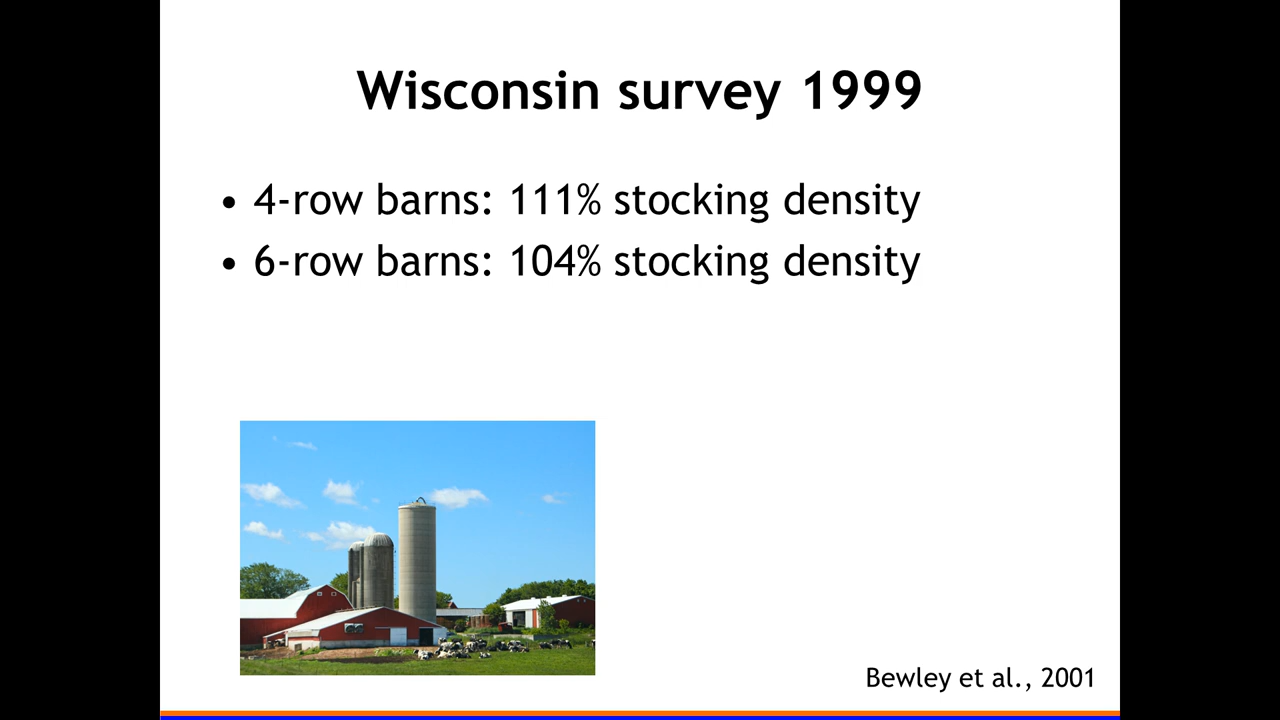 Wisconsin survey 1999
• 4-row barns: 111% stocking density
• 6-row barns: 104% stocking density
Bewley et al., 2001